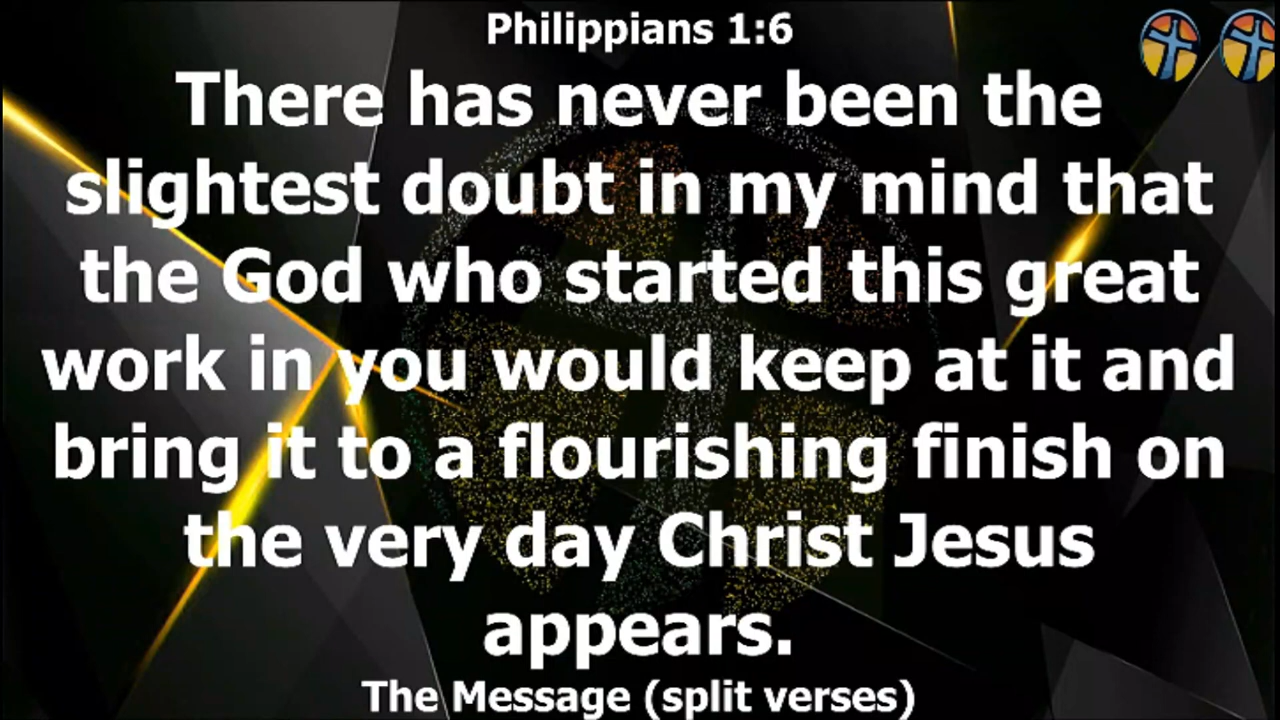 Philippians 1:6
There has never been the
slightest doubt in my mind that
the God who started this great
work in you would keep at it and
bring it to a flourishing finish on
the very day Christ Jesus
appears.
The Message (split verses)